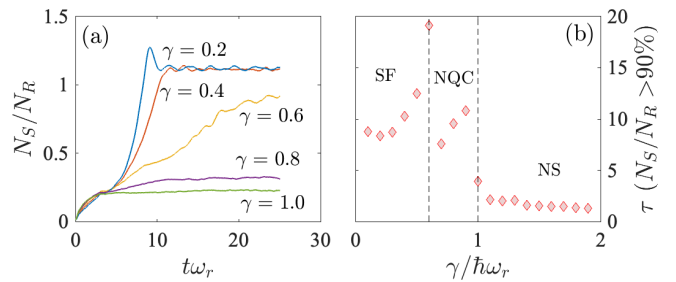 (a)
γ = 0.2
γ = 0.4
γ = 0.6
γ = 0.8
γ = 1.0
1.5
1
0.5
0
0 10 20 30
N_S/N_R
tω_r
(b)
SF
NQC
NS
20
15
10
5
0
0 1 2
γ/ħω_r
τ (N_S/N_R >90%)